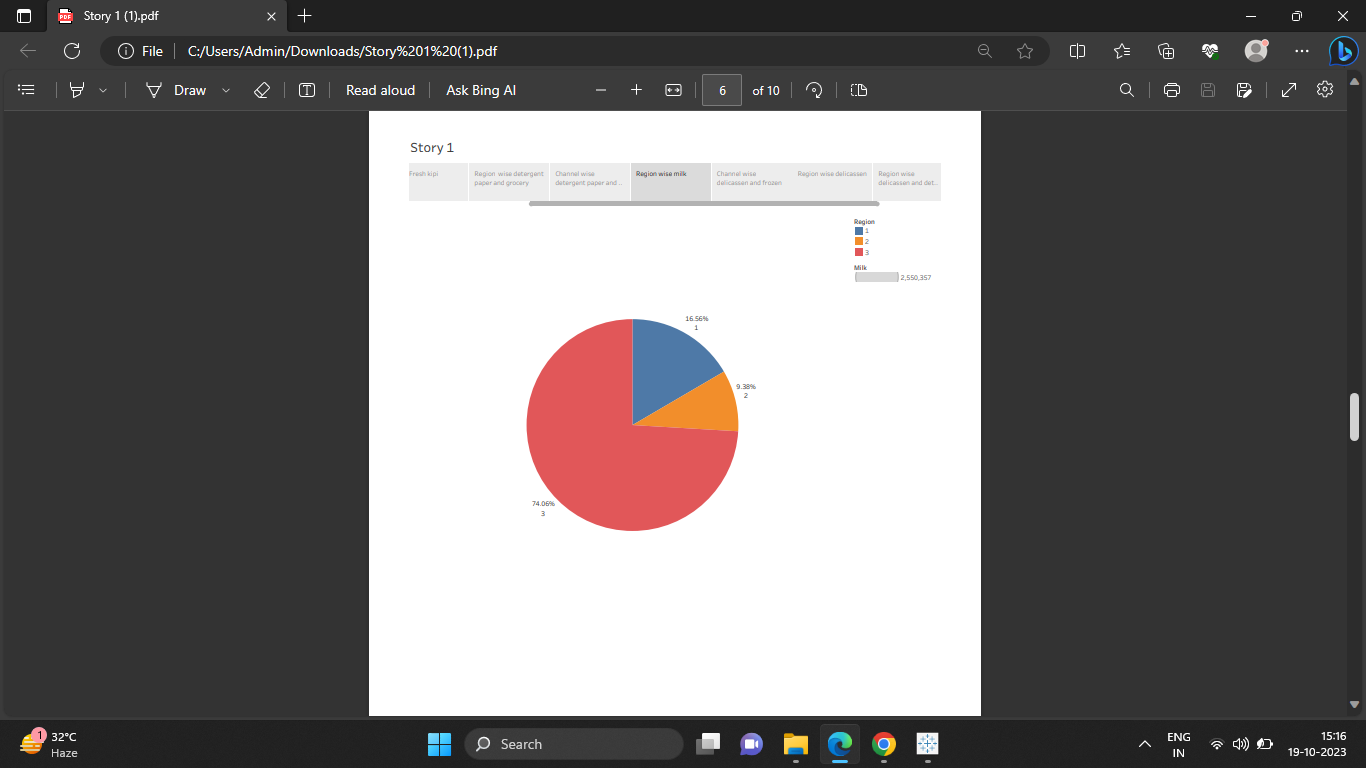 Story 1 (1).pdf
File
C:/Users/Admin/Downloads/Story%201%20(1).pdf
Draw
Read aloud
Ask Bing AI
6
of 10
Story 1
Fresh kipi
Region wise detergent
paper and grocery
Channel wise
detergent paper and ..
Region wise milk
Channel wise
delicassen and frozen
Region wise delicassen
Region wise
delicassen and det..
Region
1
2
3
Milk
2,550,357
16.56%
1
9.38%
2
74.06%
3
1
32°C
Haze
Search
ENG
IN
15:16
19-10-2023